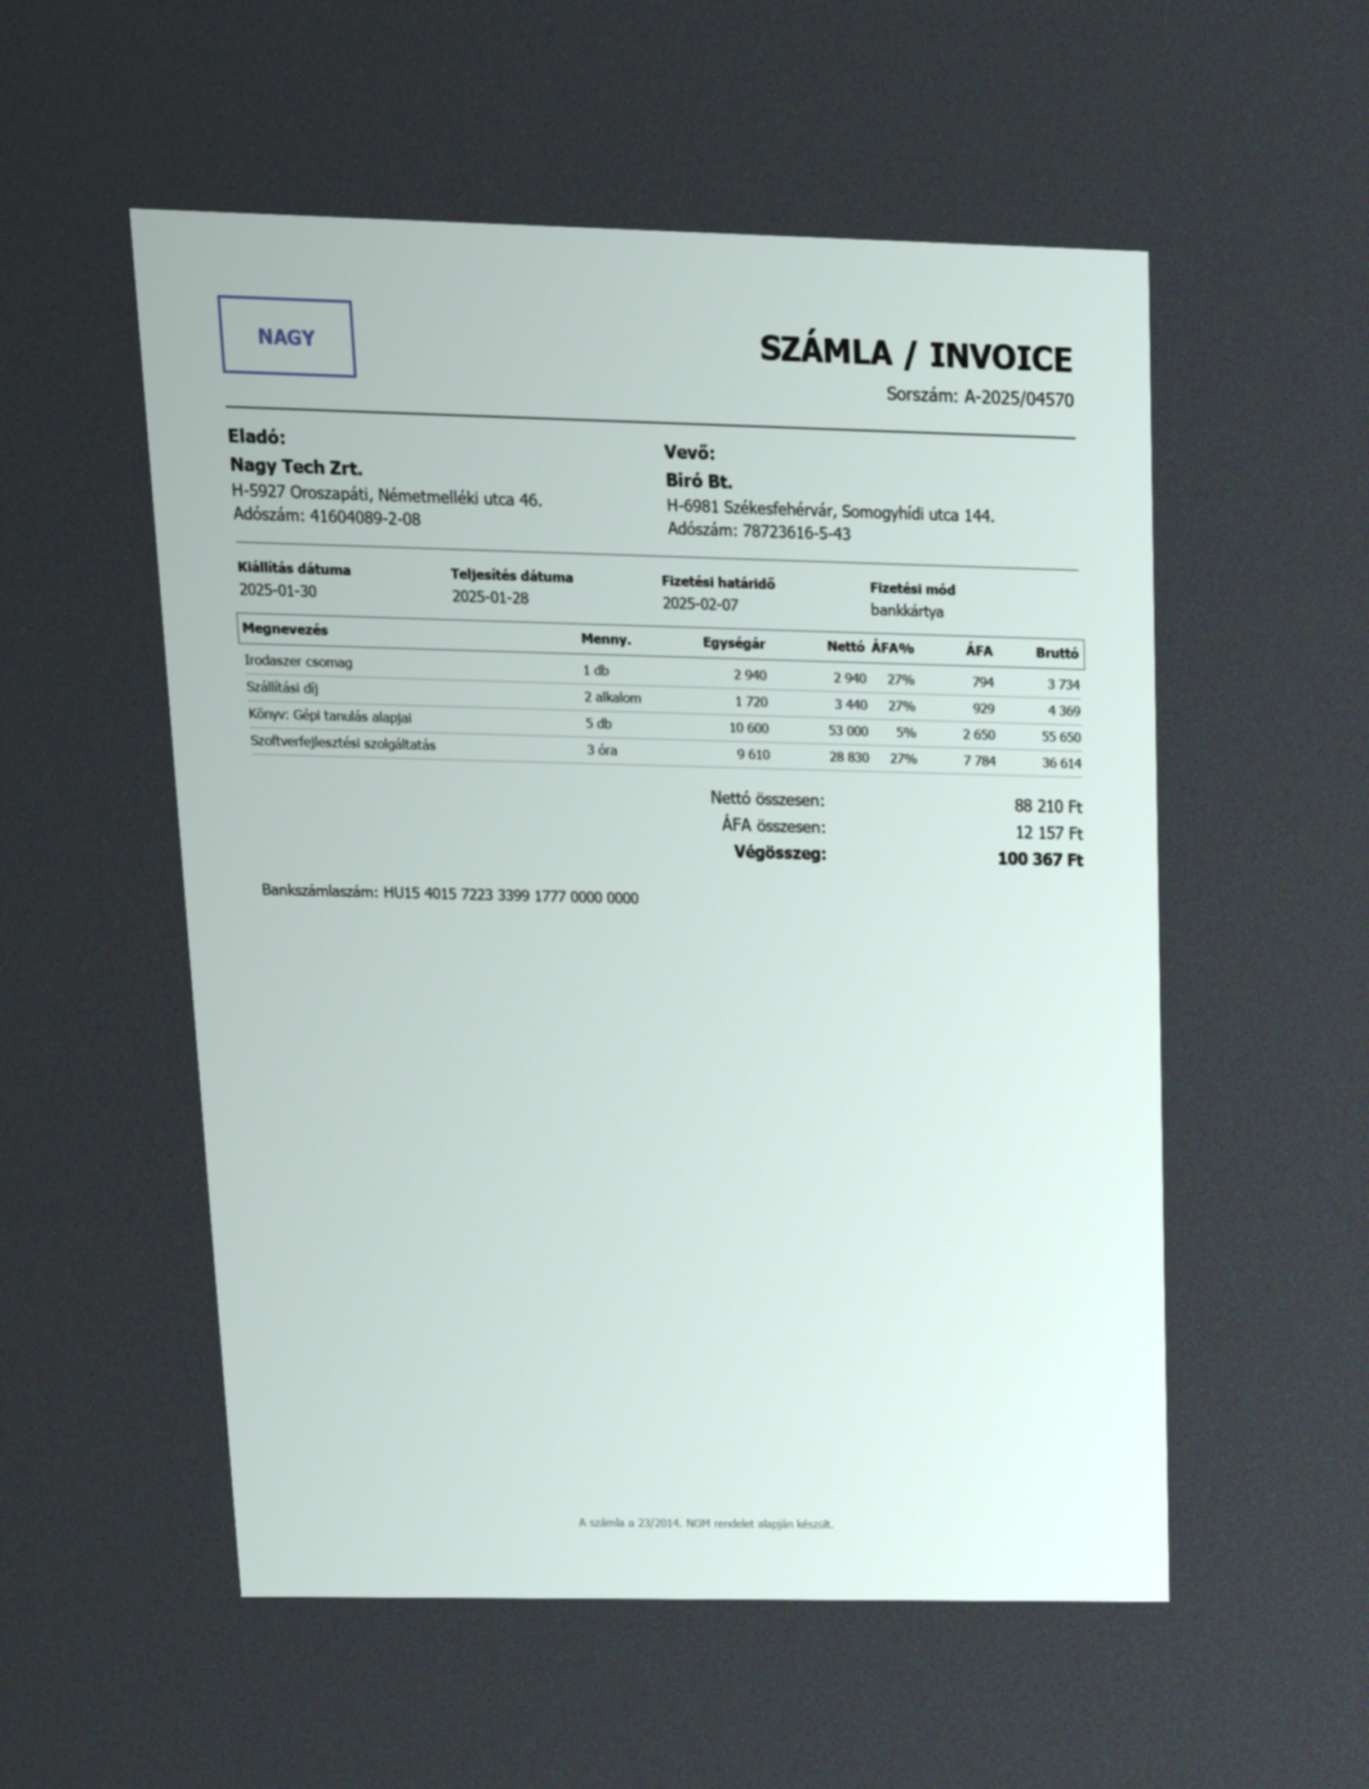 NAGY
SZÁMLA / INVOICE
Sorszám: A-2025/04570
Eladó:
Nagy Tech Zrt.
H-5927 Oroszapáti, Németmelléki utca 46.
Adószám: 41604089-2-08
Vevő:
Biró Bt.
H-6981 Székesfehérvár, Somogyhídi utca 144.
Adószám: 78723616-5-43
Kiállítás dátuma Teljesítés dátuma Fizetési határidő Fizetési mód
2025-01-30 2025-01-28 2025-02-07 bankkártya
Megnevezés Menny. Egységár Nettó ÁFA% ÁFA Bruttó
Irodaszer csomag 1 db 2 940 2 940 27% 794 3 734
Szállítási díj 2 alkalom 1 720 3 440 27% 929 4 369
Könyv: Gépi tanulás alapjai 5 db 10 600 53 000 5% 2 650 55 650
Szoftverfejlesztési szolgáltatás 3 óra 9 610 28 830 27% 7 784 36 614
Nettó összesen: 88 210 Ft
ÁFA összesen: 12 157 Ft
Végösszeg: 100 367 Ft
Bankszámlaszám: HU15 4015 7223 3399 1777 0000 0000
A számla a 23/2014. NGM rendelet alapján készült.